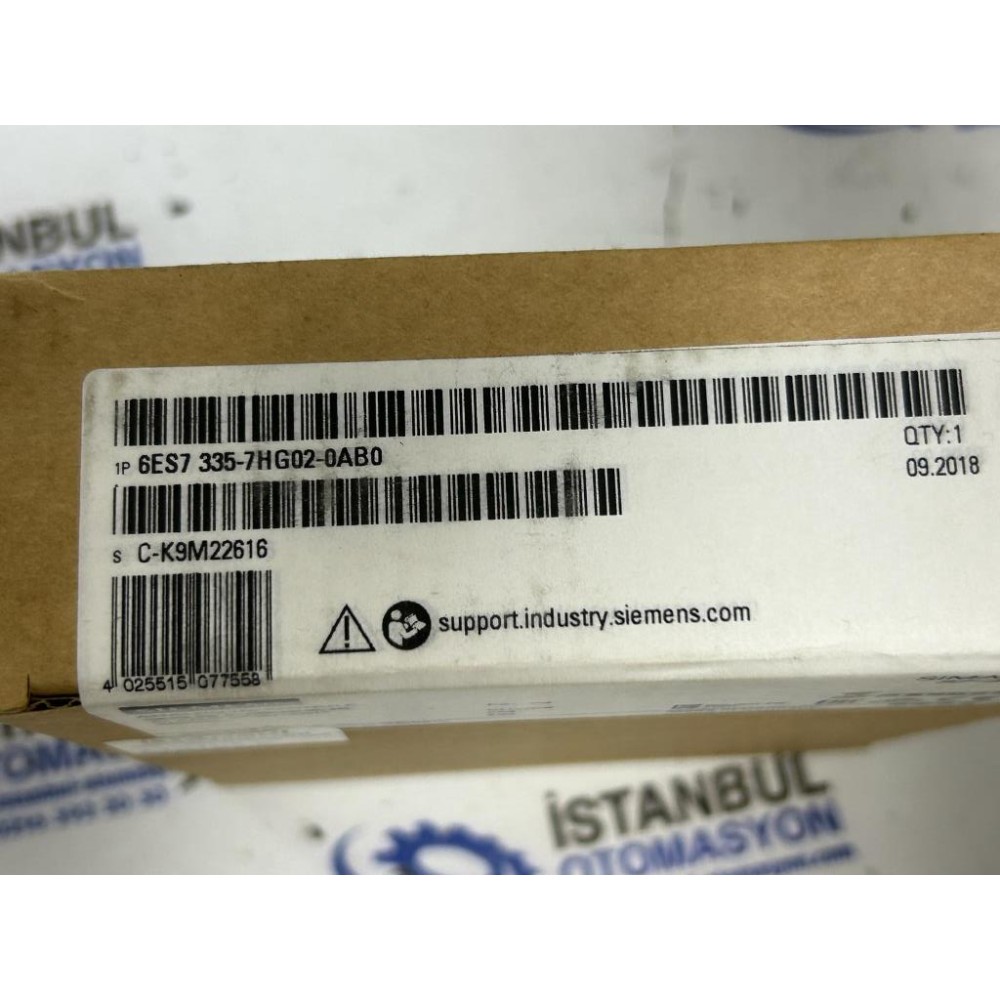 NBUL
1P 6ES7 335-7HG02-0AB0
QTY:1
09.2018
S C-K9M22616
support.industry.siemens.com
4 025515 077558
İSTANBUL
OTOMASYON